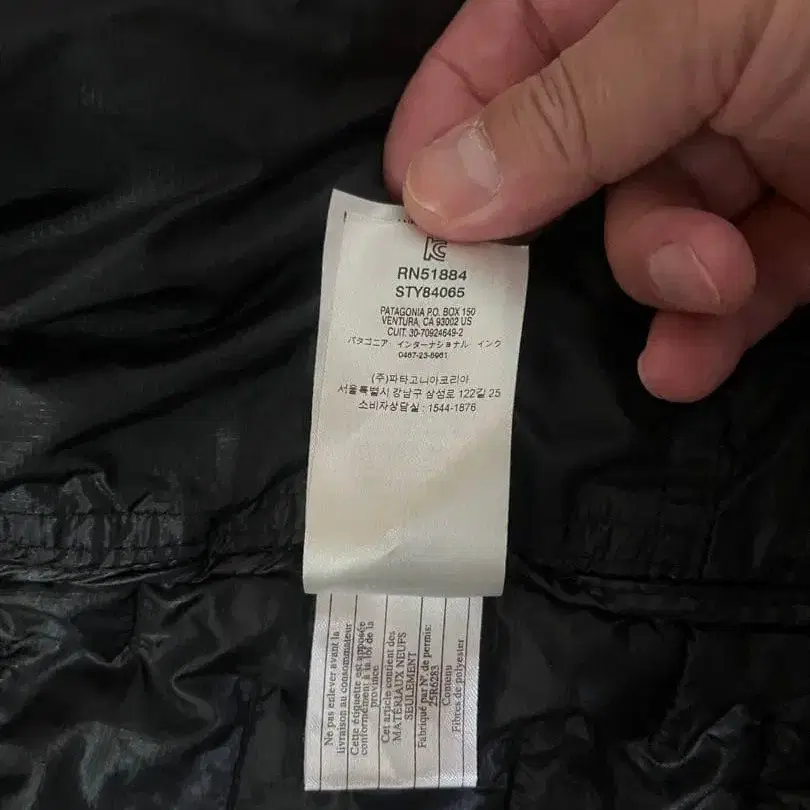 RN51884
STY84065
PATAGONIA P.O. BOX 150
VENTURA, CA 93002 US
CUIT: 30-70924649-2
パタゴニア・インターナショナル インク
0467-23-8961
(주)파타고니아코리아
서울특별시 강남구 삼성로 122길 25
소비자상담실 : 1544-1876
Ne pas enlever avant la
livraison au consommateur
Cette étiquette est apposée
conformément à la loi de la
province
Cet article contient des
MATÉRIAUX NEUFS
SEULEMENT
Fabriqué par N°. de permis:
25R6283
Contenu
Fibres de polyester